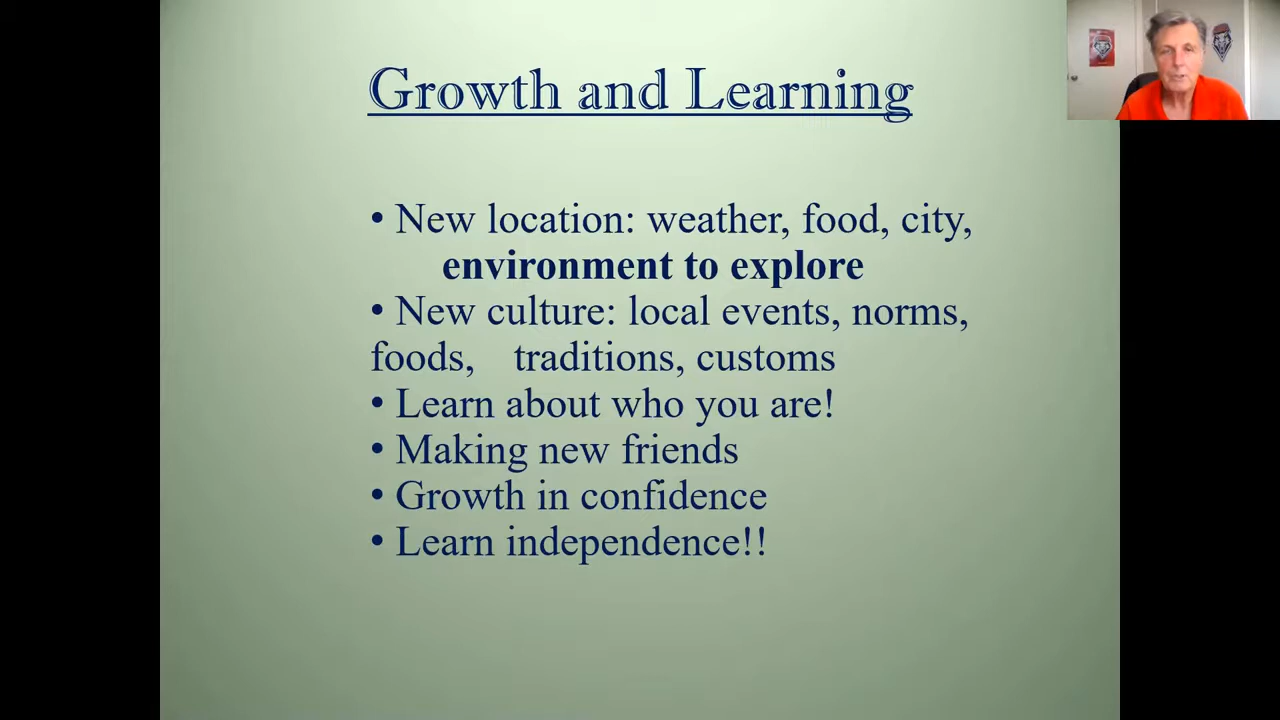 Growth and Learning
• New location: weather, food, city,
environment to explore
• New culture: local events, norms,
foods, traditions, customs
• Learn about who you are!
• Making new friends
• Growth in confidence
• Learn independence!!